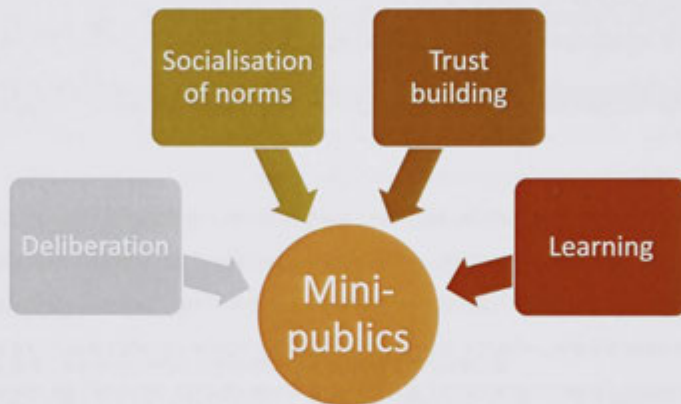 Socialisation
of norms
Trust
building
Deliberation
Learning
Mini-
publics